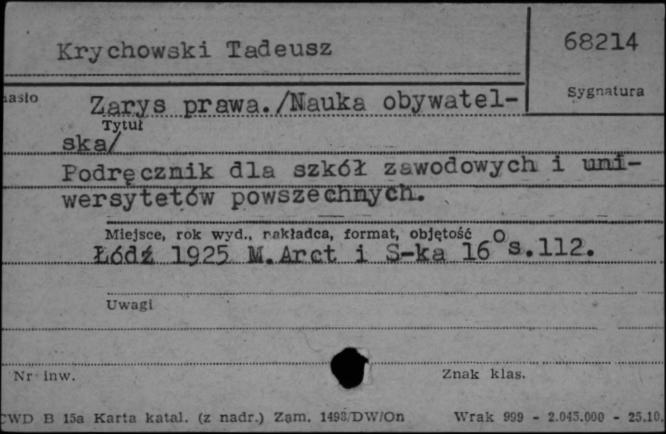 Krychowski Tadeusz
68214
Sygnatura
Zarys prawa./Nauka obywatel-
Tytuł
ska/
Podręcznik dla szkół zawodowych i uni-
wersytetów powszechnych.
Miejsce, rok wyd., nakładca, format, objętość
Łódź 1925 M.Arct i S-ka 16° s.112.
Uwagi
Nr inw.
Znak klas.
CWD B 15a Karta katal. (z nadr.) Zam. 1498/DW/On Wrak 999 - 2.045.000 - 25.10.